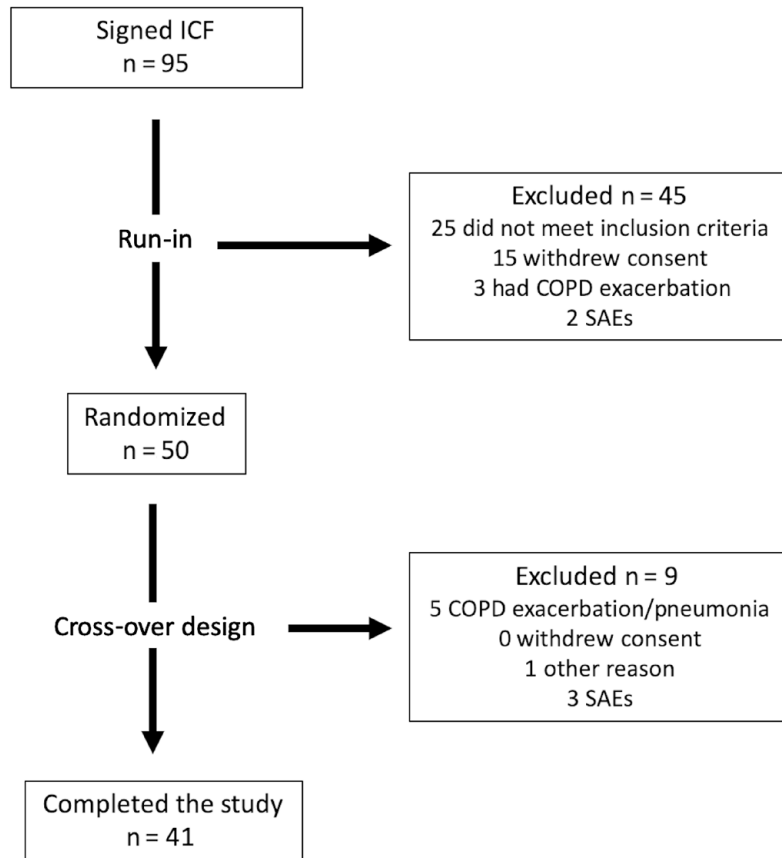 Signed ICF
n = 95
Run-in
Excluded n = 45
25 did not meet inclusion criteria
15 withdrew consent
3 had COPD exacerbation
2 SAEs
Randomized
n = 50
Cross-over design
Excluded n = 9
5 COPD exacerbation/pneumonia
0 withdrew consent
1 other reason
3 SAEs
Completed the study
n = 41